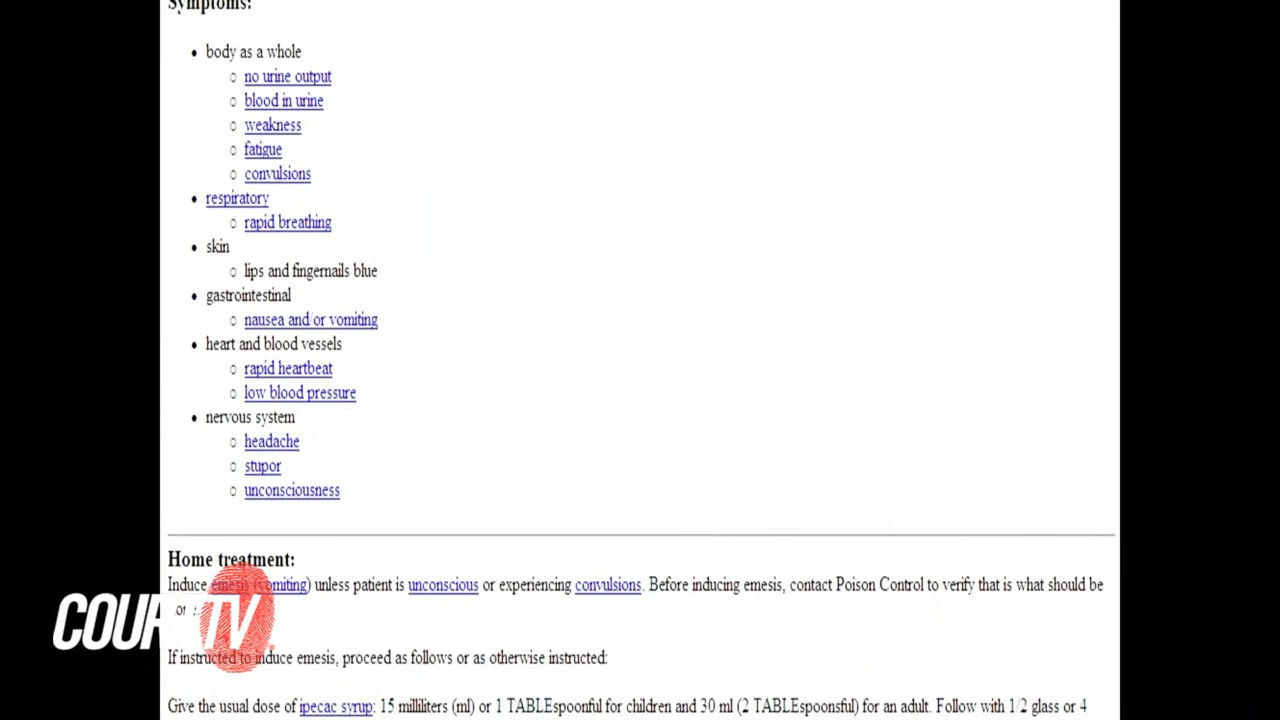 Symptoms:
body as a whole
no urine output
blood in urine
weakness
fatigue
convulsions
respiratory
rapid breathing
skin
lips and fingernails blue
gastrointestinal
nausea and/or vomiting
heart and blood vessels
rapid heartbeat
low blood pressure
nervous system
headache
stupor
unconsciousness
Home treatment:
Induce emesis (vomiting) unless patient is unconscious or experiencing convulsions. Before inducing emesis, contact Poison Control to verify that is what should be
COURT TV
If instructed to induce emesis, proceed as follows or as otherwise instructed:
Give the usual dose of ipecac syrup: 15 milliliters (ml) or 1 TABLEspoonful for children and 30 ml (2 TABLEspoonsful) for an adult. Follow with 1/2 glass or 4